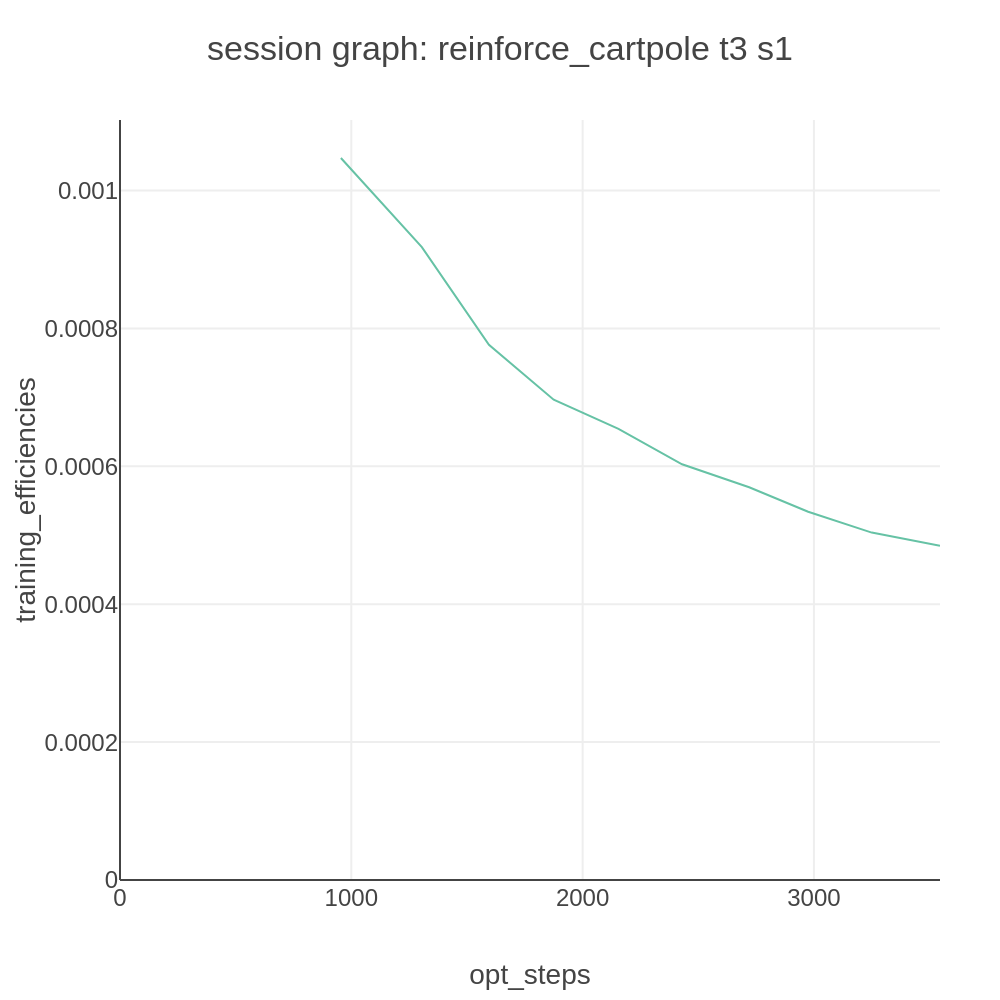 session graph: reinforce_cartpole t3 s1
0.001
0.0008
0.0006
0.0004
0.0002
0
training_efficiencies
0 1000 2000 3000
opt_steps